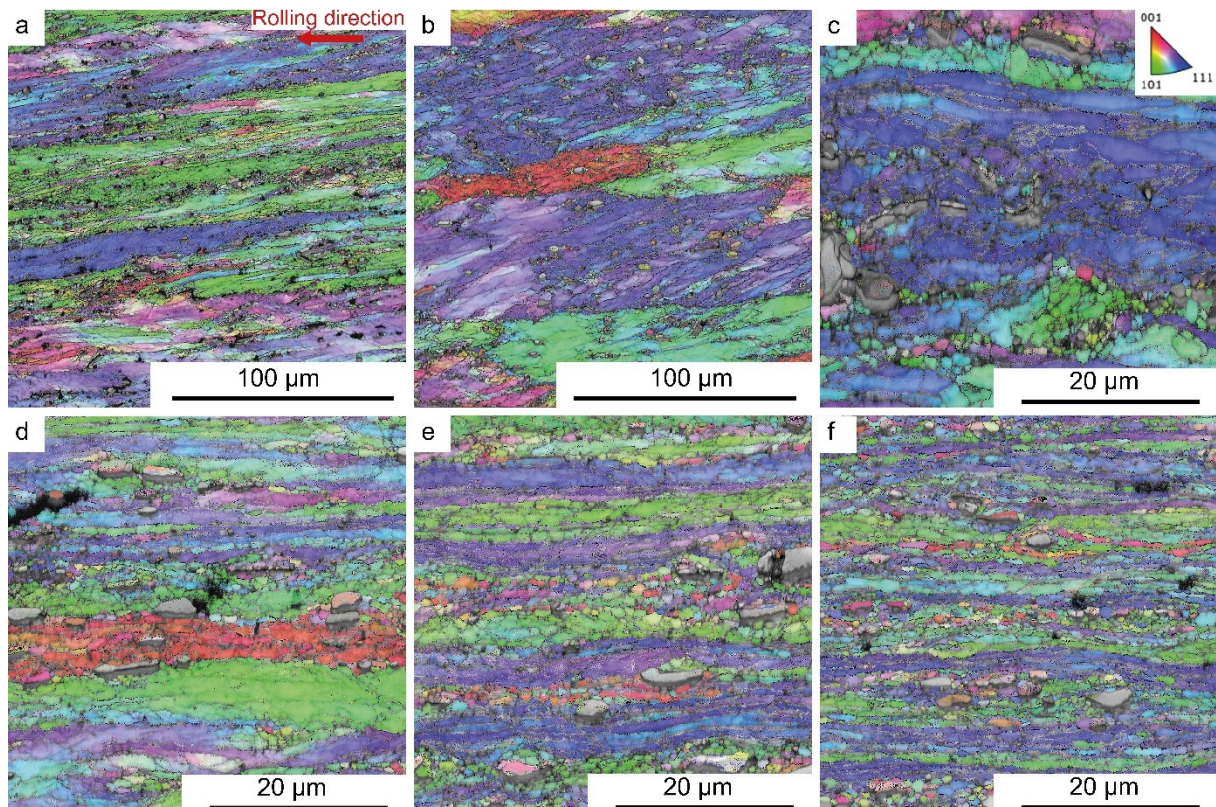 a
Rolling direction
b
c
001
101
111
100 µm
100 µm
20 µm
d
e
f
20 µm
20 µm
20 µm